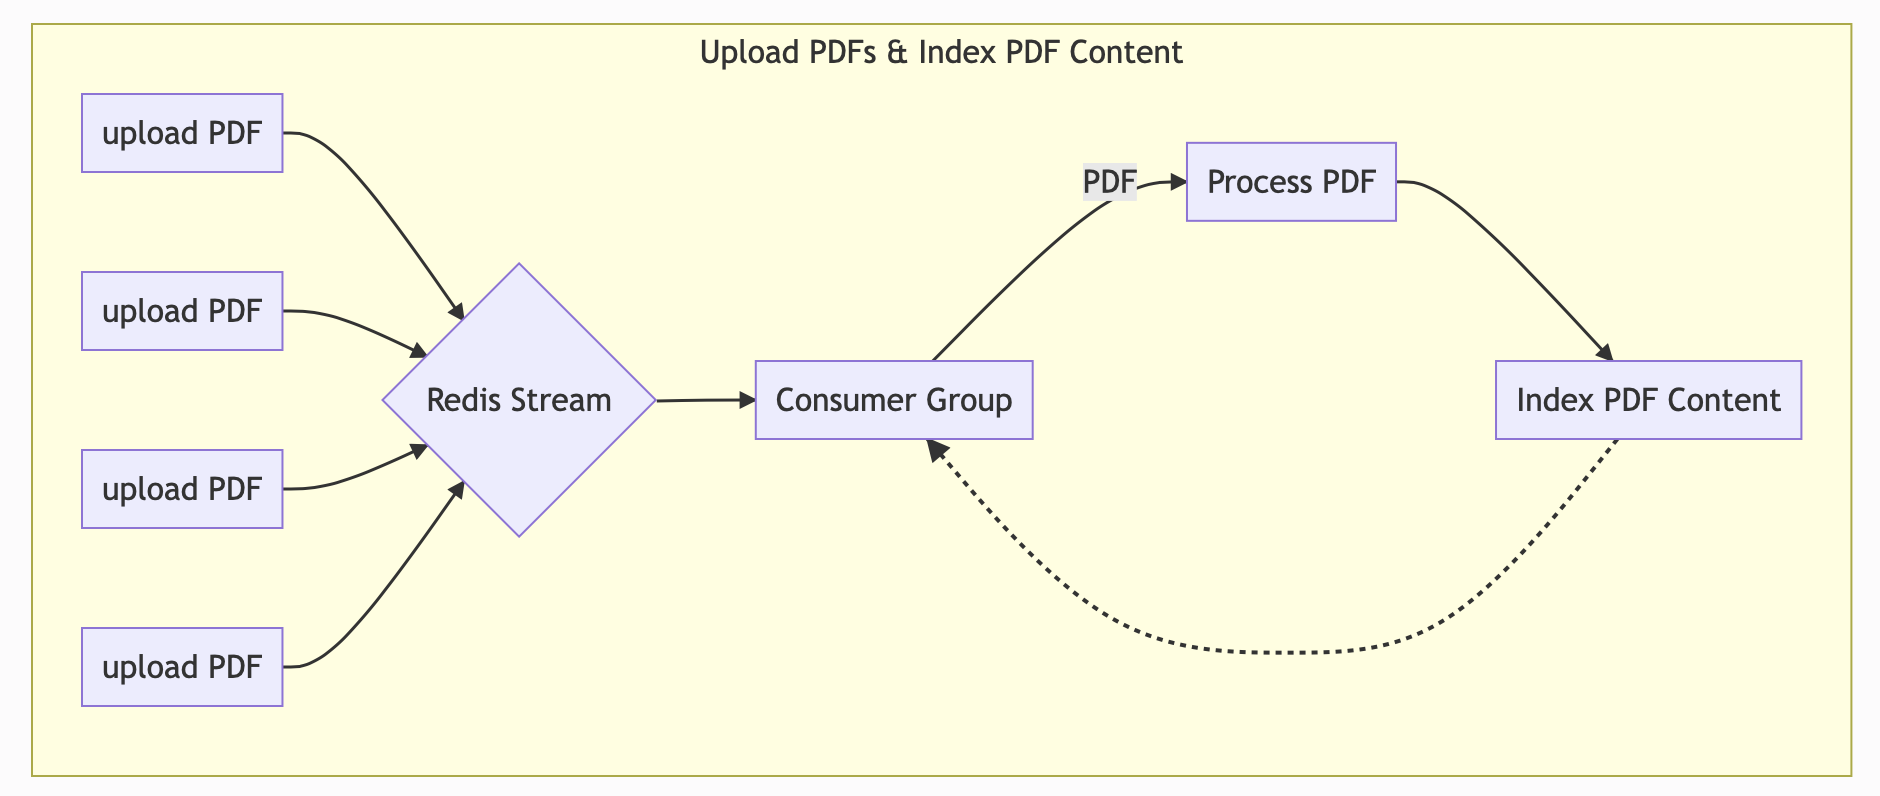 Upload PDFs & Index PDF Content
upload PDF
upload PDF
upload PDF
upload PDF
Redis Stream
Consumer Group
PDF
Process PDF
Index PDF Content